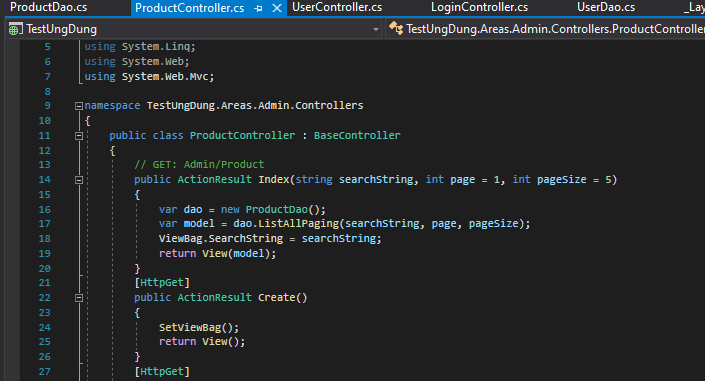 ProductDao.cs ProductController.cs UserController.cs LoginController.cs UserDao.cs _Lay
TestUngDung TestUngDung.Areas.Admin.Controllers.ProductController
5 using System.Linq;
6 using System.Web;
7 using System.Web.Mvc;
8
9 namespace TestUngDung.Areas.Admin.Controllers
10 {
11 public class ProductController : BaseController
12 {
13 // GET: Admin/Product
14 public ActionResult Index(string searchString, int page = 1, int pageSize = 5)
15 {
16 var dao = new ProductDao();
17 var model = dao.ListAllPaging(searchString, page, pageSize);
18 ViewBag.SearchString = searchString;
19 return View(model);
20 }
21 [HttpGet]
22 public ActionResult Create()
23 {
24 SetViewBag();
25 return View();
26 }
27 [HttpGet]